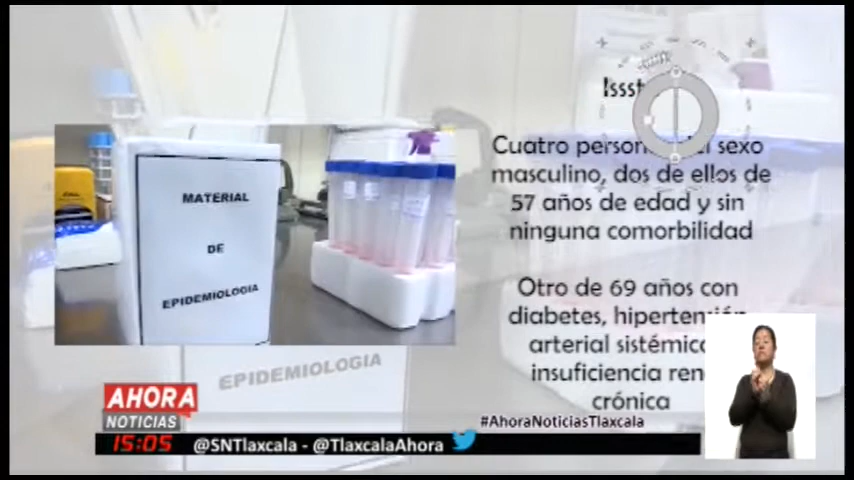 Cuatro sexo
masculino, dos de ellos de
57 años de edad y sin
ninguna comorbilidad
Otro de 69 años con
diabetes,
arterial
insuficiencia
crónica
MATERIAL
DE
EPIDEMIOLOGIA
EPIDEMIOLOGIA
AHORA
NOTICIAS
#AhoraNoticiasTlaxcala
15:05 @SNTlaxcala - @TlaxcalaAhora